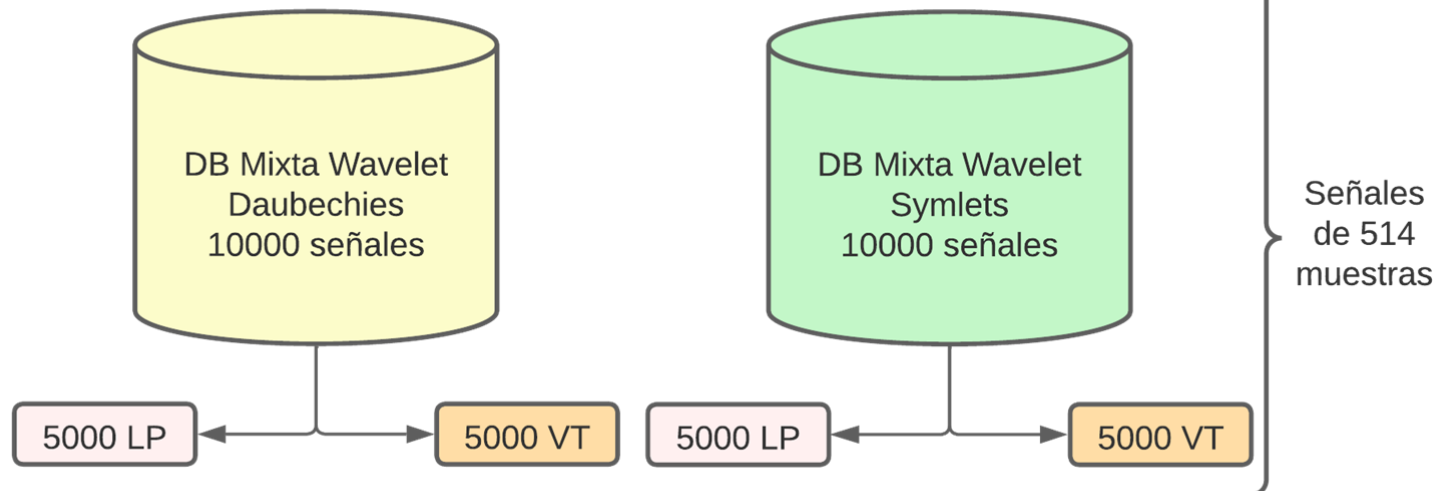 DB Mixta Wavelet
Daubechies
10000 señales
5000 LP
5000 VT
DB Mixta Wavelet
Symlets
10000 señales
5000 LP
5000 VT
Señales
de 514
muestras